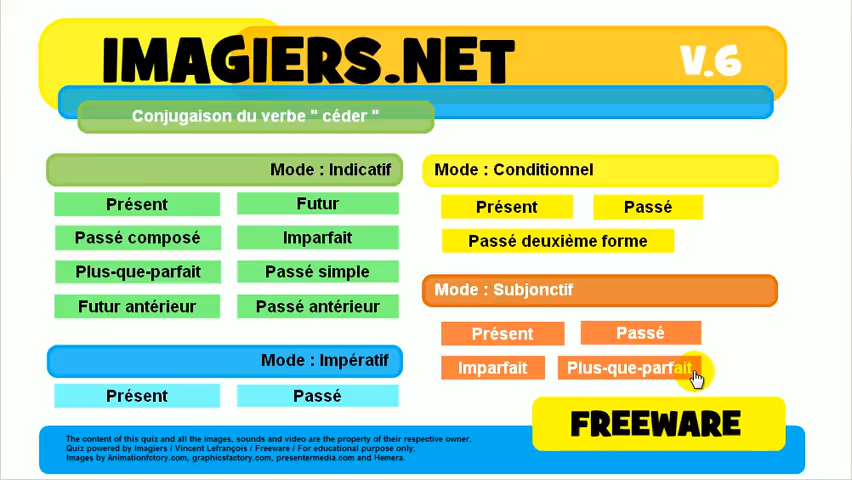 IMAGIERS.NET
V.6
Conjugaison du verbe " céder "
Mode : Indicatif
Présent
Futur
Passé composé
Imparfait
Plus-que-parfait
Passé simple
Futur antérieur
Passé antérieur
Mode : Impératif
Présent
Passé
Mode : Conditionnel
Présent
Passé
Passé deuxième forme
Mode : Subjonctif
Présent
Passé
Imparfait
Plus-que-parfait
FREEWARE
The content of this quiz and all the images, sounds and video are the property of their respective owner.
Quiz powered by Imagiers / Vincent Lefrançois / Freeware / For educational purpose only.
Images by Animationfctory.com, graphicsfactory.com, presentermedia.com and Hemera.